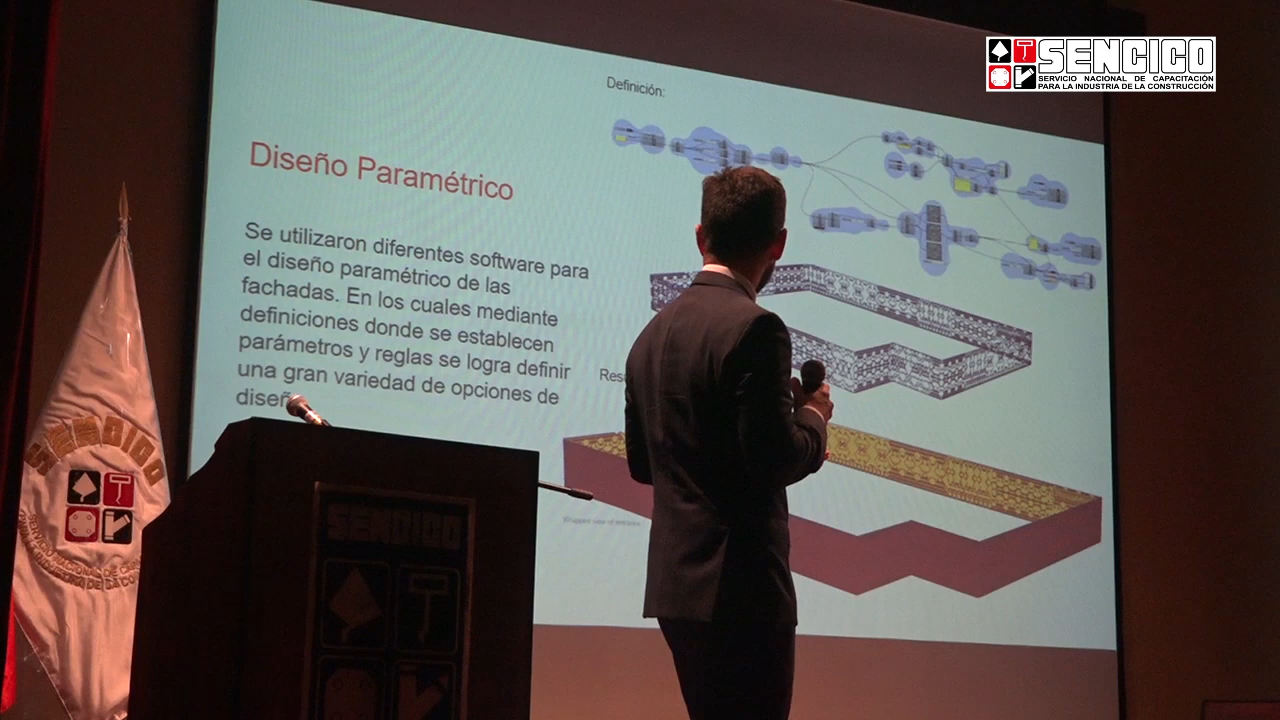 SENCICO
SERVICIO NACIONAL DE CAPACITACIÓN
PARA LA INDUSTRIA DE LA CONSTRUCCIÓN
Definición:
Diseño Paramétrico
Se utilizaron diferentes software para
el diseño paramétrico de las
fachadas. En los cuales mediante
definiciones donde se establecen
parámetros y reglas se logra definir
una gran variedad de opciones de
SENCICO
SENCICO